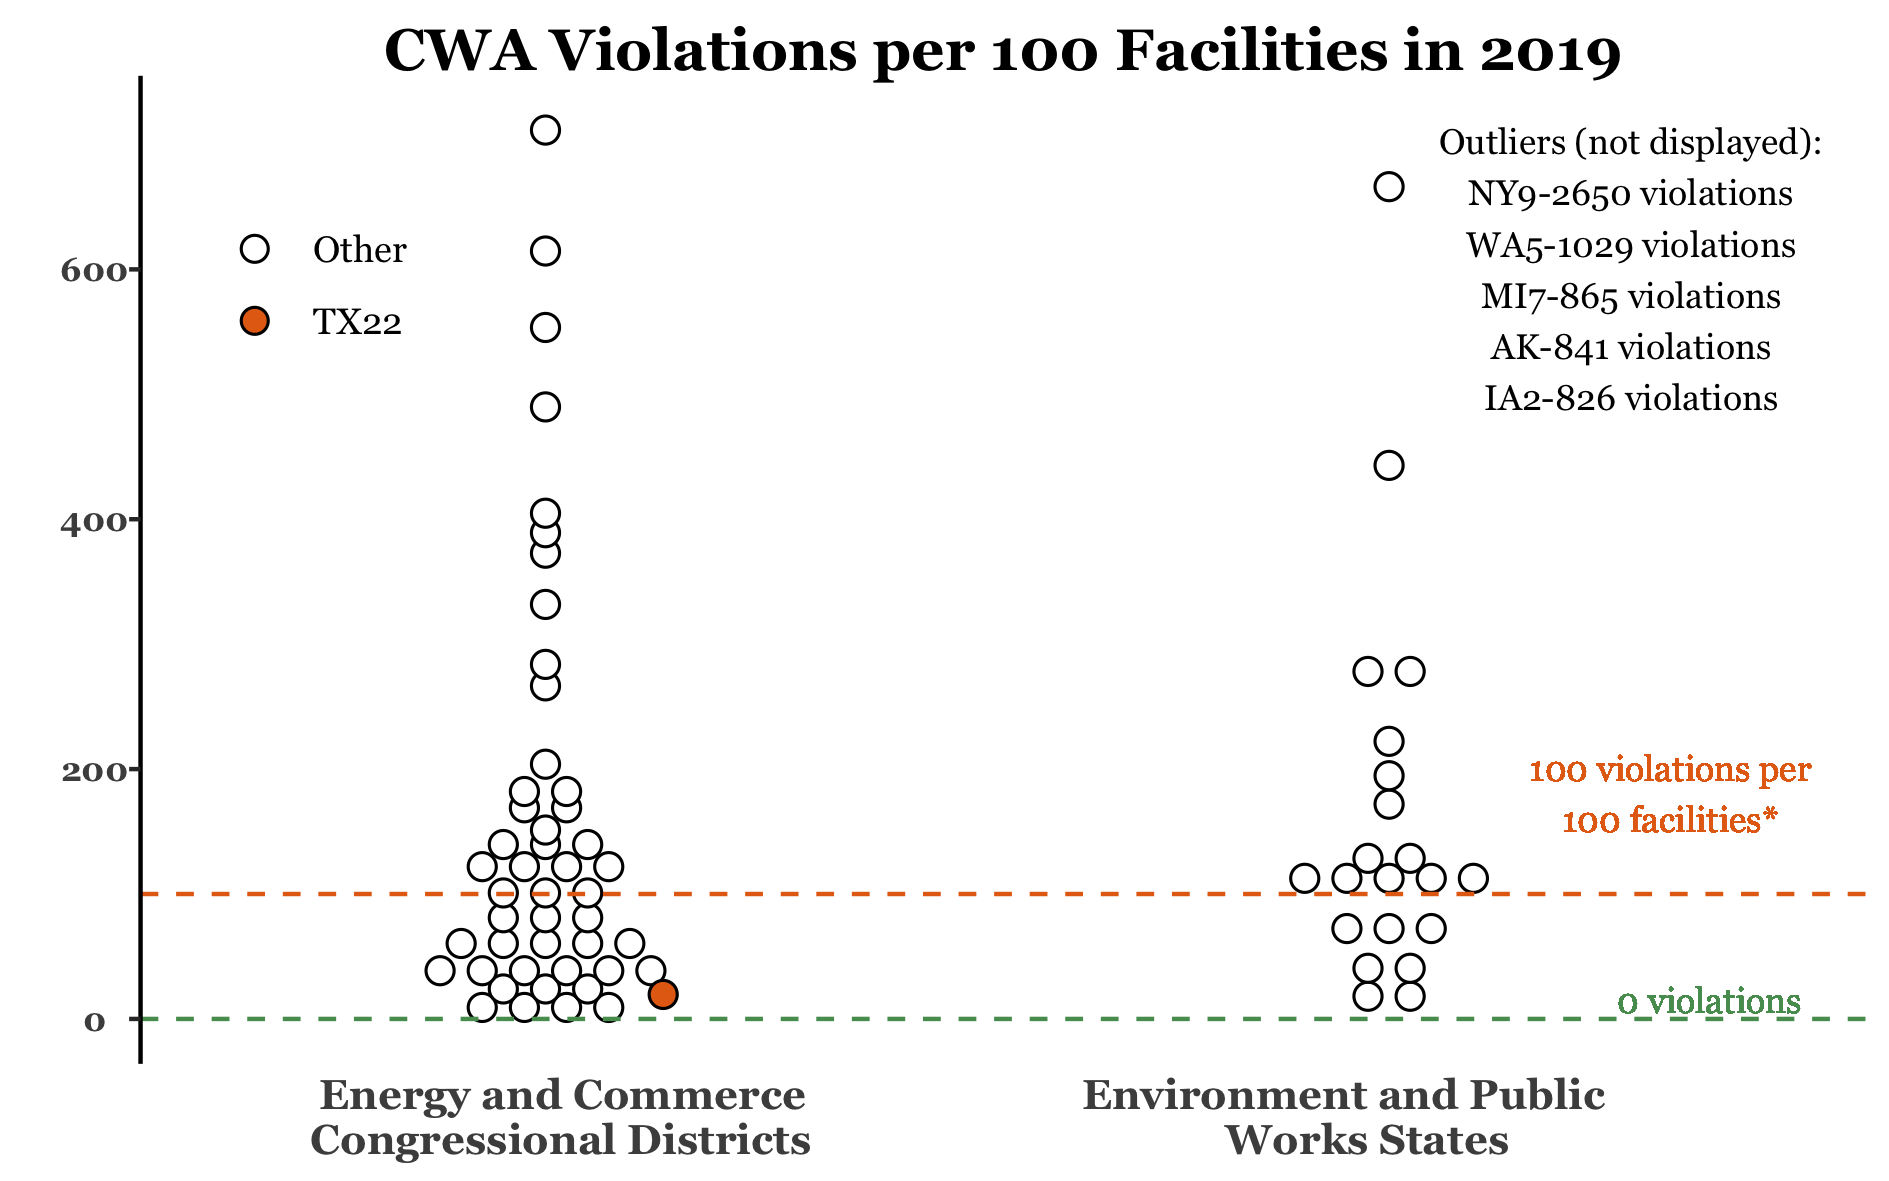 CWA Violations per 100 Facilities in 2019
Outliers (not displayed):
NY9-2650 violations
WA5-1029 violations
MI7-865 violations
AK-841 violations
IA2-826 violations
Other
TX22
600
400
200
0
100 violations per
100 facilities*
0 violations
Energy and Commerce
Congressional Districts
Environment and Public
Works States